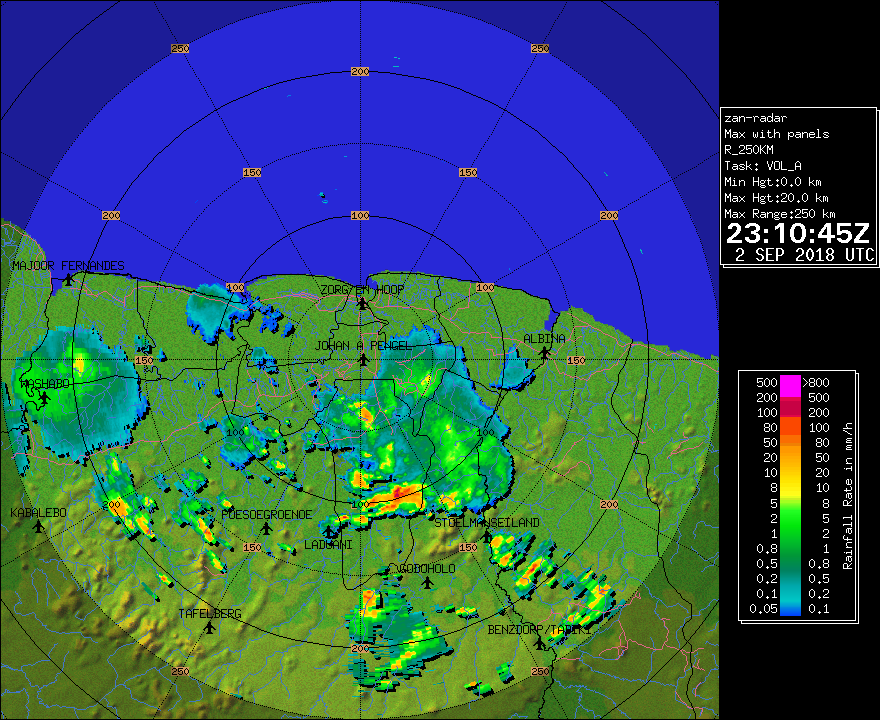 250 250
200
150 150
200 200
100
MAJOOR FERNANDES
100 100
ZORG/EN HOOP
JOHAN A PENGEL
ALBINA
150 150
WASHABO
100 100
200 100 200
KABALEBO
POESOEGROENOE
STOELMANSEILAND
LADUANI
150 150
GODOHOLO
TAFELBERG
BENZDORP/TABIKI
200
250 250
zan-radar
Max with panels
R_250KM
Task: VOL_A
Min Hgt:0.0 km
Max Hgt:20.0 km
Max Range:250 km
23:10:45Z
2 SEP 2018 UTC
500 >800
200 500
100 200
80 100
50 80
20 50
10 20
8 10
5 8
2 5
1 2
0.8 1
0.5 0.8
0.2 0.5
0.1 0.2
0.05 0.1
Rainfall Rate in mm/h